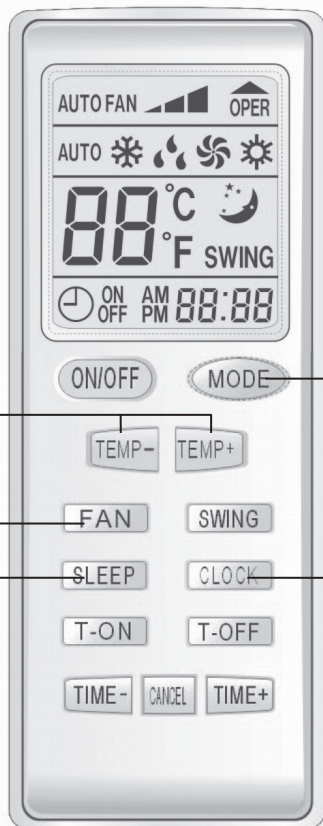 AUTO FAN OPER
AUTO
88°C
°F SWING
ON AM 88:88
OFF PM
ON/OFF MODE
TEMP- TEMP+
FAN SWING
SLEEP CLOCK
T-ON T-OFF
TIME- CANCEL TIME+